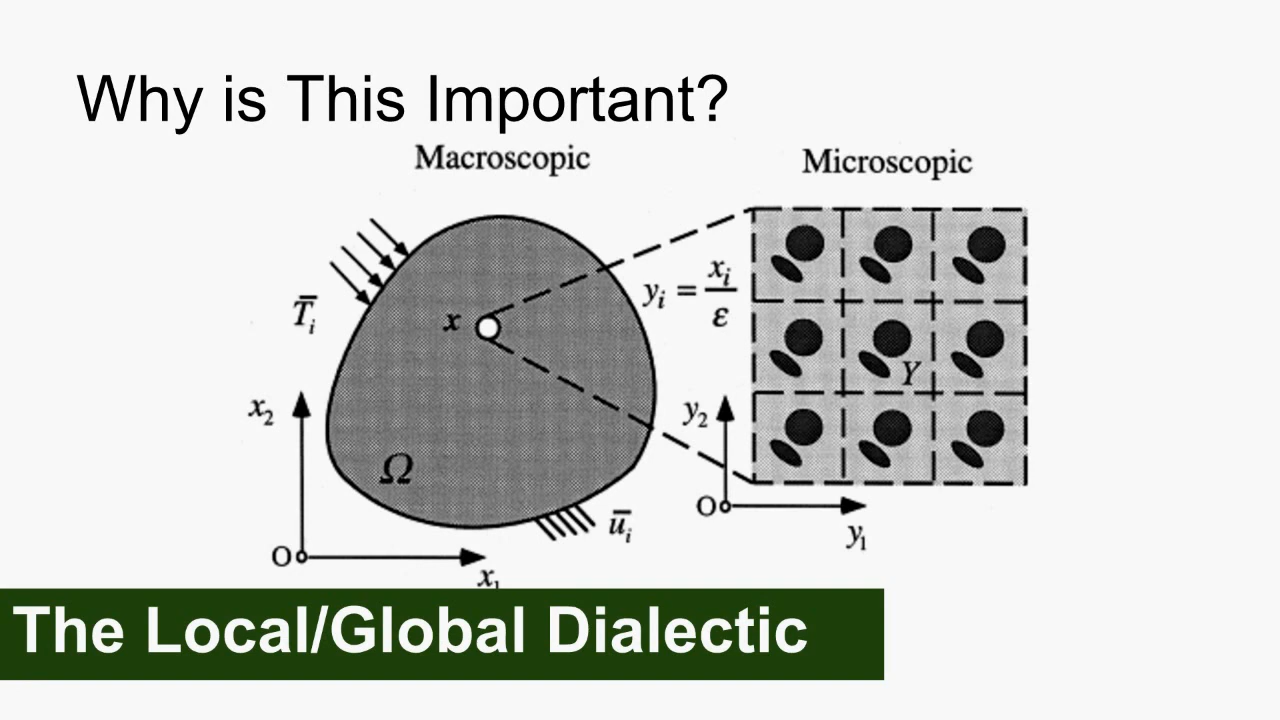 Why is This Important?
Macroscopic
Microscopic
T̄ᵢ
x
yᵢ = xᵢ/ε
x₂
Ω
Y
y₂
O
y₁
ūᵢ
O
x₁
The Local/Global Dialectic